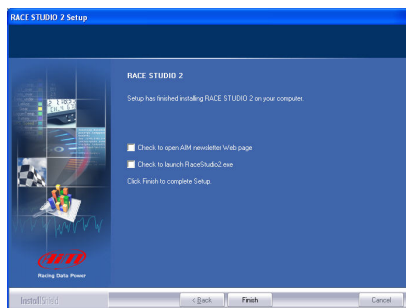 RACE STUDIO 2 Setup
RACE STUDIO 2
Setup has finished installing RACE STUDIO 2 on your computer.
Check to open AIM newsletter Web page
Check to launch RaceStudio2.exe
Click Finish to complete Setup.
AIM
Racing Data Power
InstallShield
< Back
Finish
Cancel